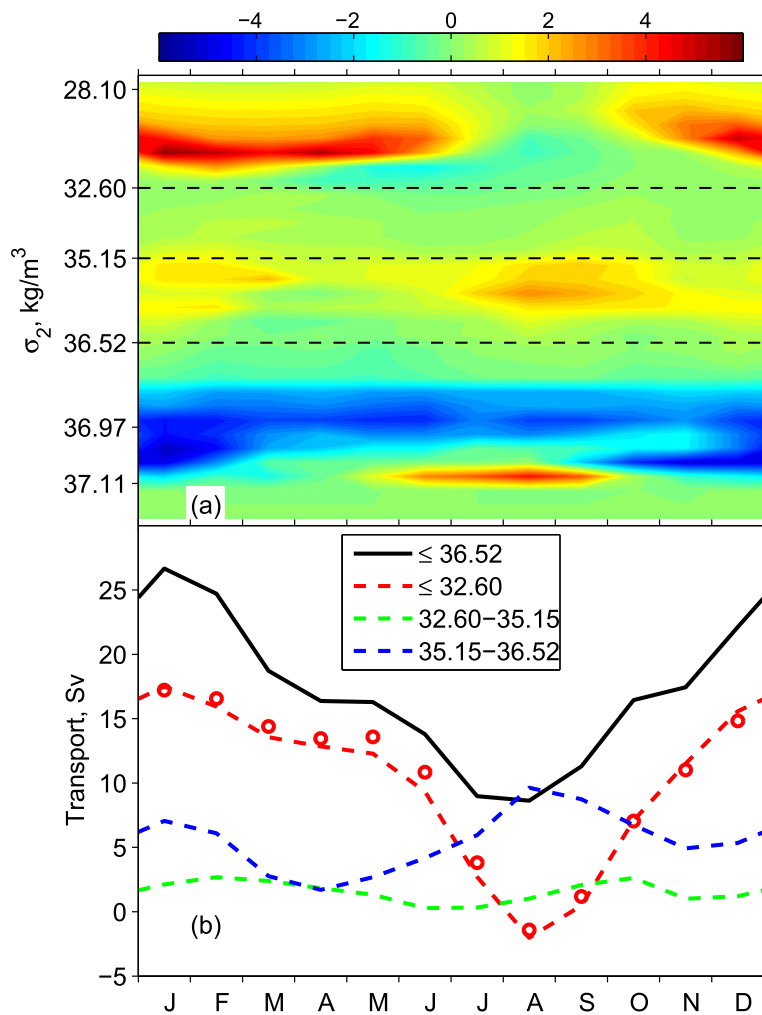 −4 −2 0 2 4
28.10
32.60
35.15
36.52
36.97
37.11
σ2, kg/m3
(a)
≤ 36.52
≤ 32.60
32.60−35.15
35.15−36.52
25
20
15
10
5
0
−5
Transport, Sv
(b)
J F M A M J J A S O N D